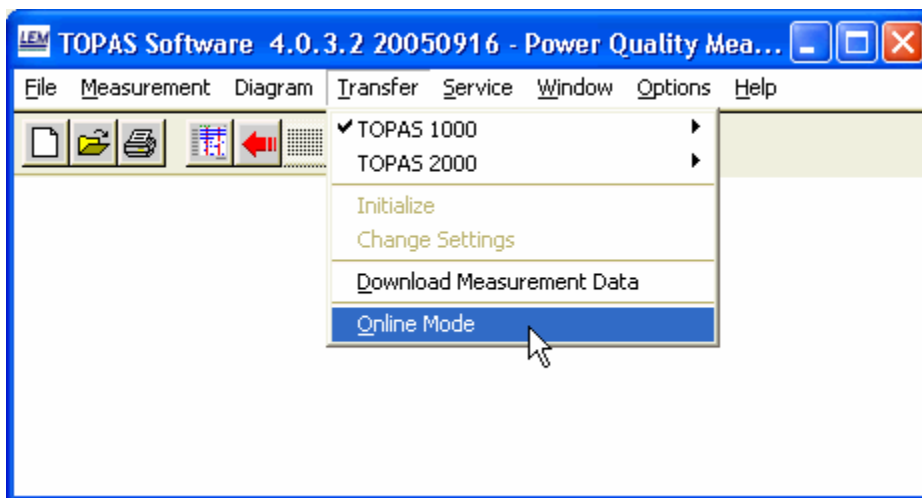 LEM TOPAS Software 4.0.3.2 20050916 - Power Quality Mea...
File Measurement Diagram Transfer Service Window Options Help
TOPAS 1000
TOPAS 2000
Initialize
Change Settings
Download Measurement Data
Online Mode